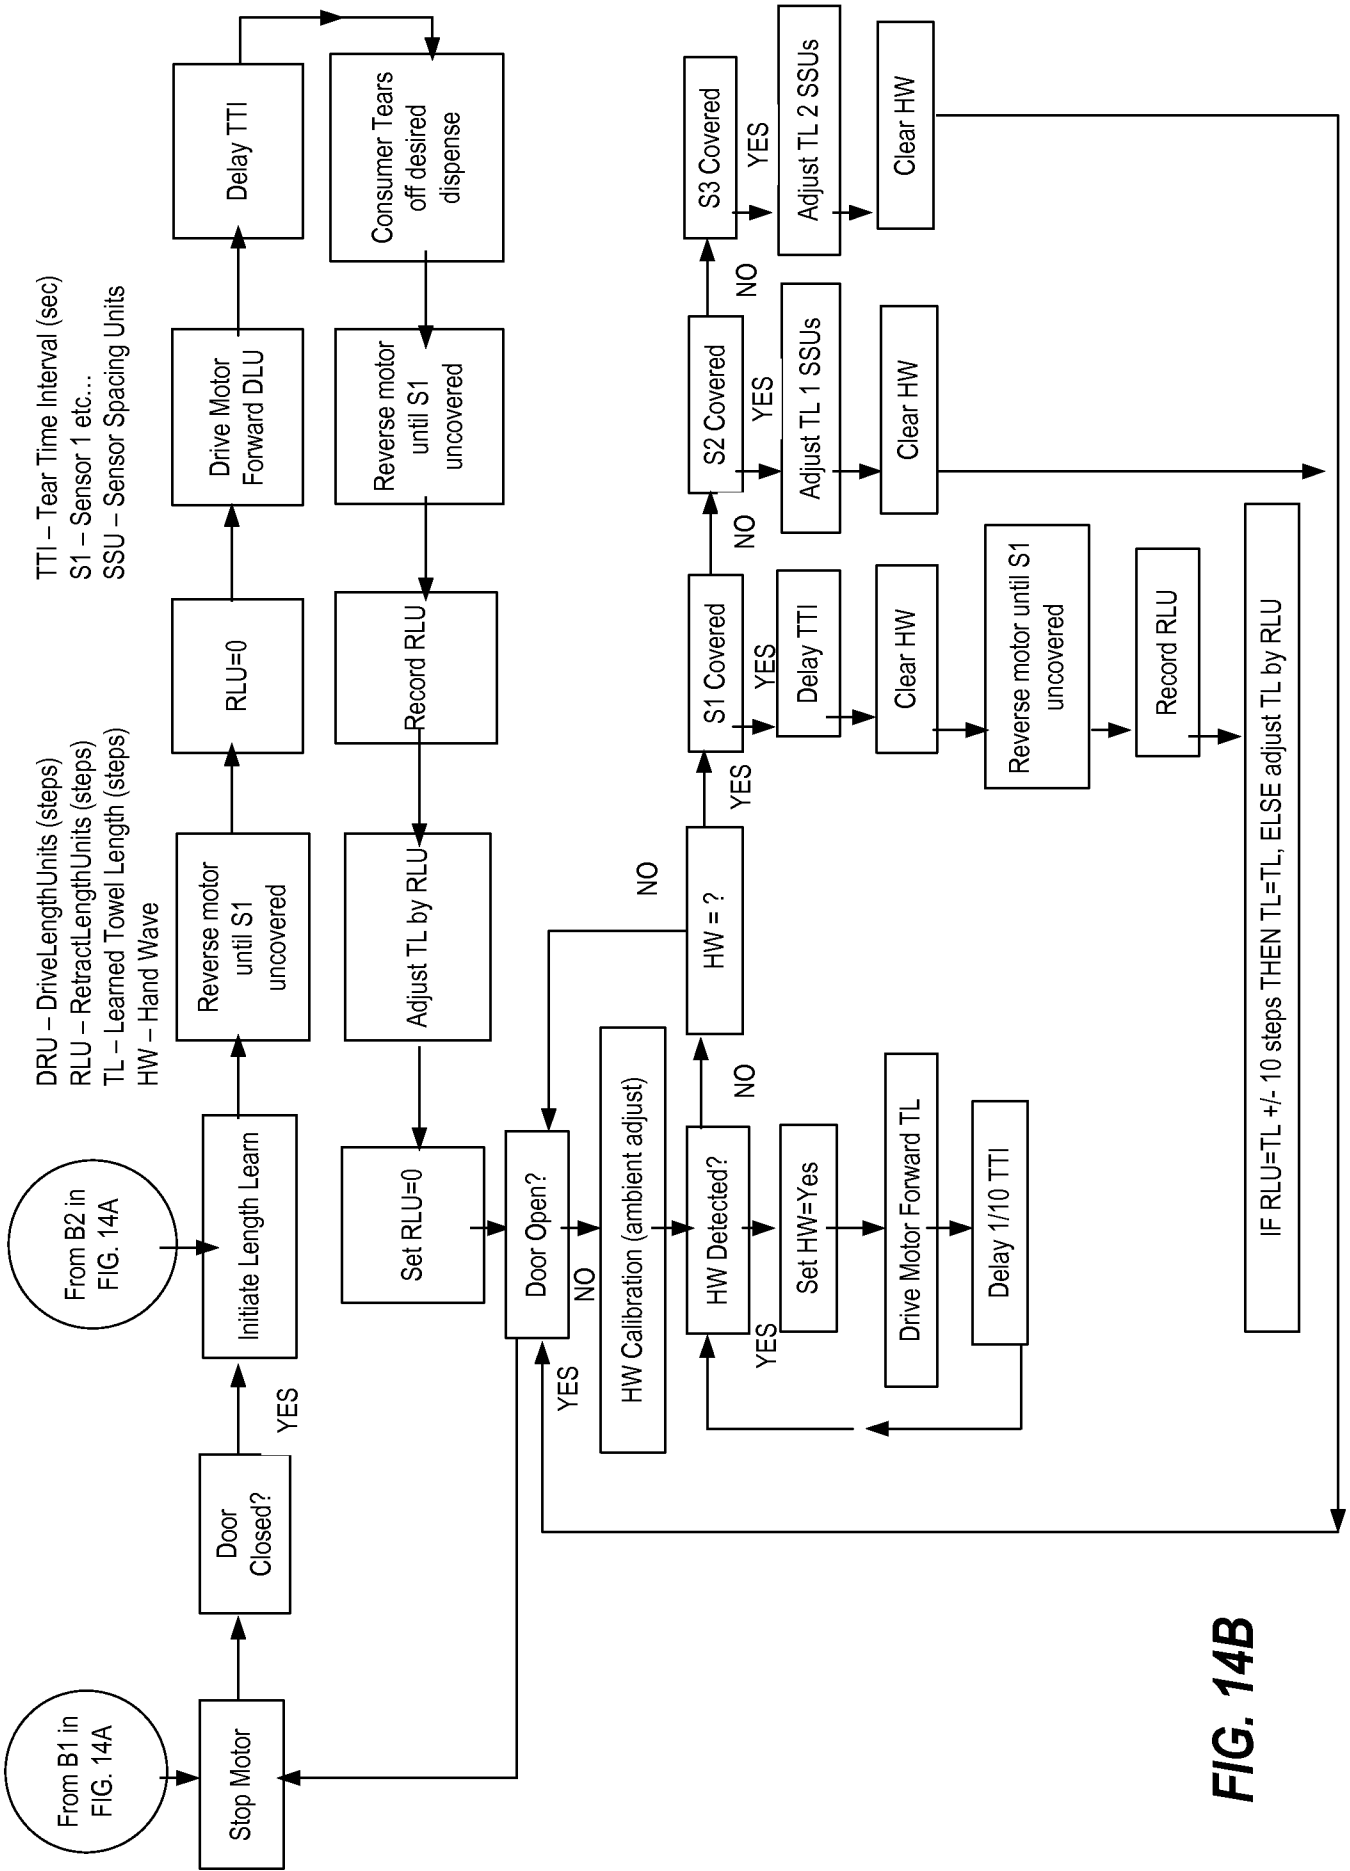 DRU – DriveLengthUnits (steps)
RLU – RetractLengthUnits (steps)
TL – Learned Towel Length (steps)
HW – Hand Wave
TTI – Tear Time Interval (sec)
S1 – Sensor 1 etc...
SSU – Sensor Spacing Units
From B1 in
FIG. 14A
From B2 in
FIG. 14A
Stop Motor
Door
Closed?
YES
Initiate Length Learn
Reverse motor
until S1
uncovered
RLU=0
Drive Motor
Forward DLU
Delay TTI
Consumer Tears
off desired
dispense
Reverse motor
until S1
uncovered
Record RLU
Adjust TL by RLU
Set RLU=0
Door Open?
YES
NO
HW Calibration (ambient adjust)
HW Detected?
YES
NO
Set HW=Yes
Drive Motor Forward TL
Delay 1/10 TTI
HW = ?
NO
YES
S1 Covered
YES
NO
Delay TTI
Clear HW
Reverse motor until S1
uncovered
Record RLU
IF RLU=TL +/- 10 steps THEN TL=TL, ELSE adjust TL by RLU
S2 Covered
YES
NO
Adjust TL 1 SSUs
Clear HW
S3 Covered
YES
Adjust TL 2 SSUs
Clear HW
FIG. 14B